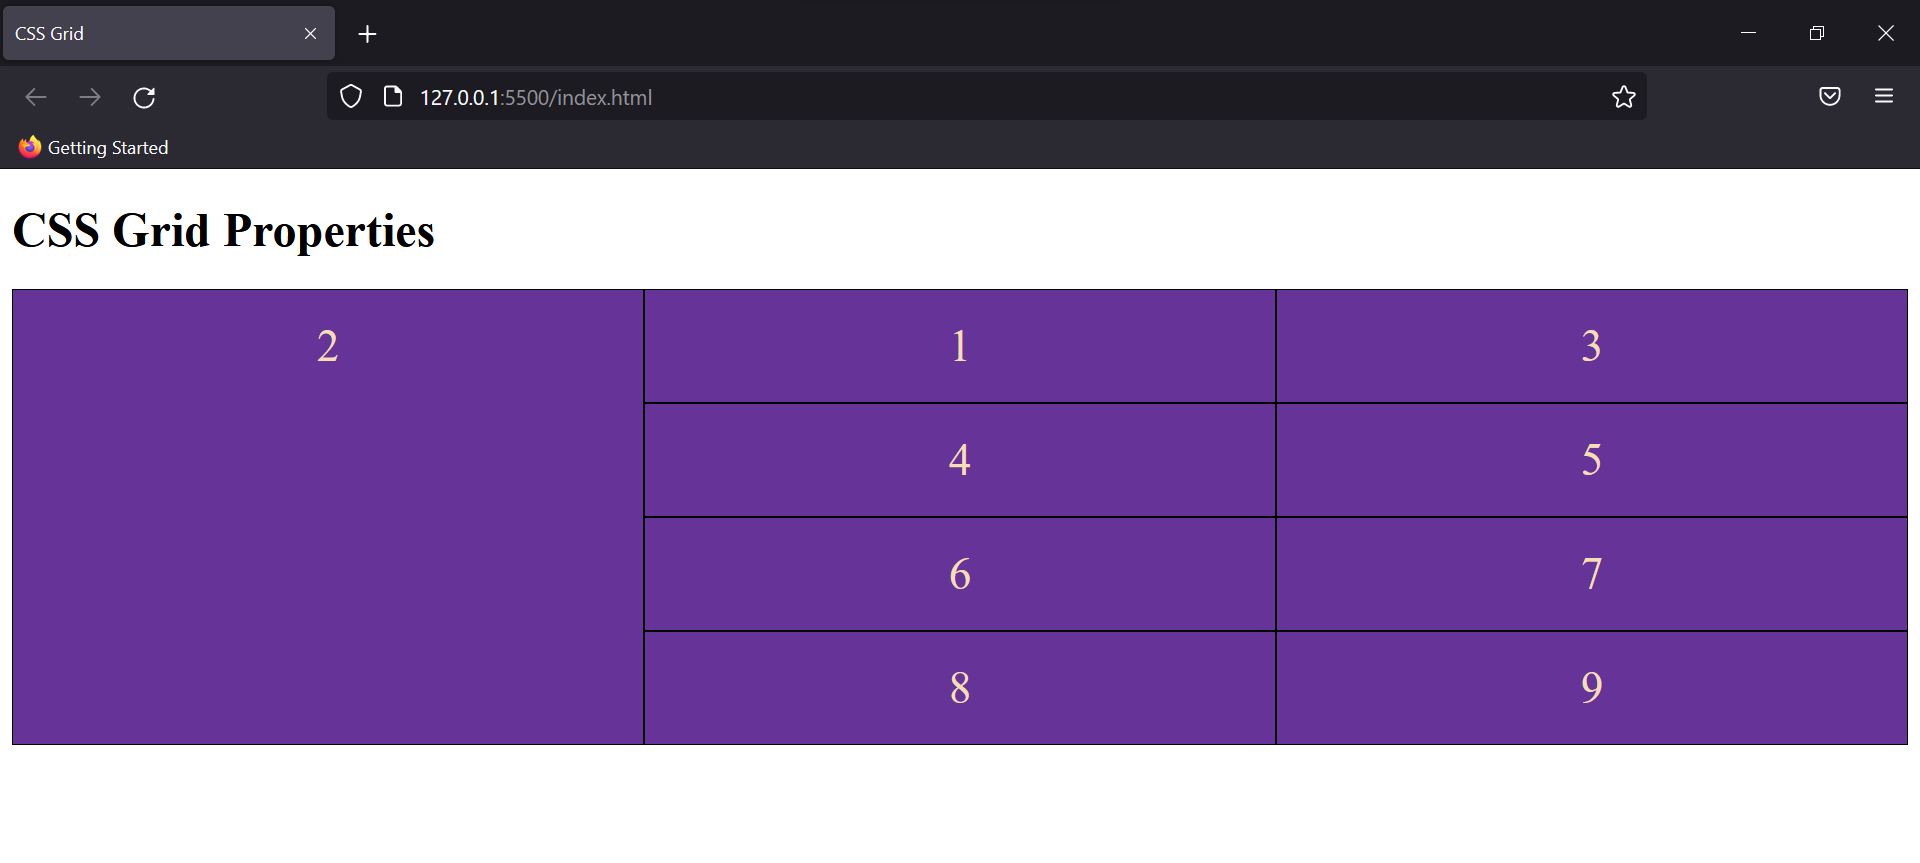 CSS Grid
127.0.0.1:5500/index.html
Getting Started
CSS Grid Properties
2 1 3
4 5
6 7
8 9